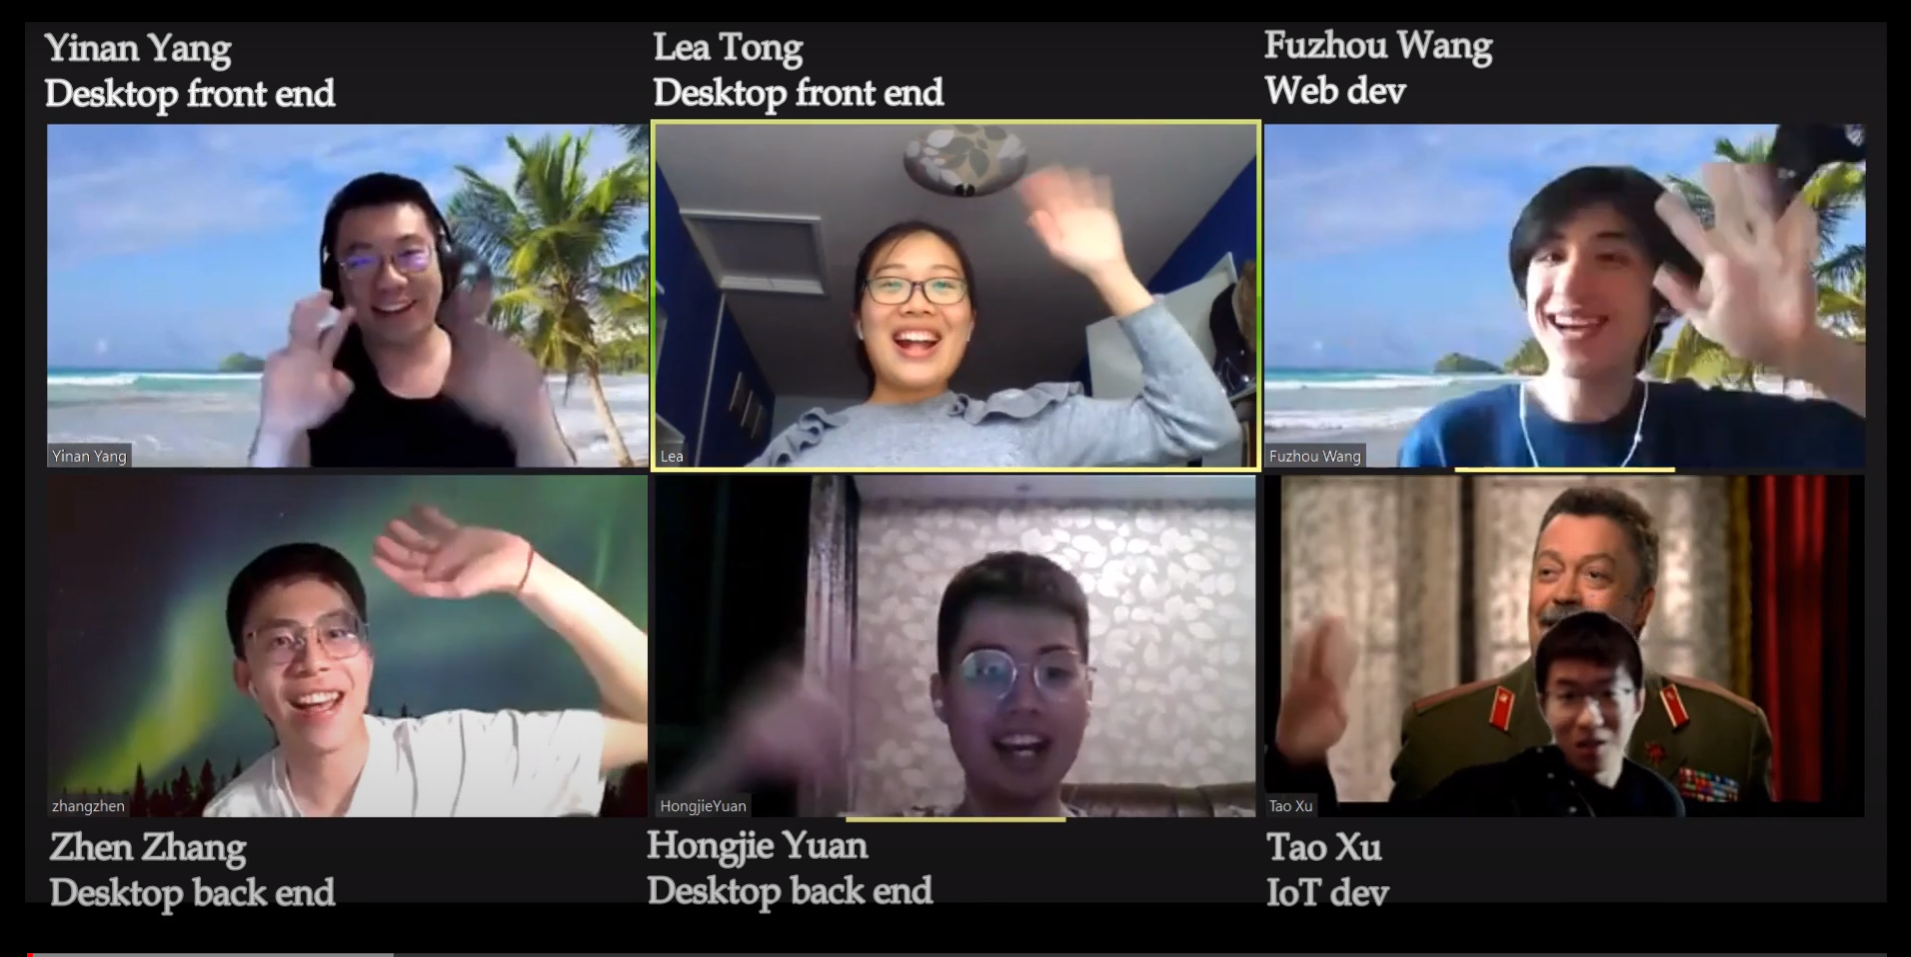 Yinan Yang
Desktop front end
Lea Tong
Desktop front end
Fuzhou Wang
Web dev
Yinan Yang
Lea
Fuzhou Wang
zhangzhen
HongjieYuan
Tao Xu
Zhen Zhang
Desktop back end
Hongjie Yuan
Desktop back end
Tao Xu
IoT dev